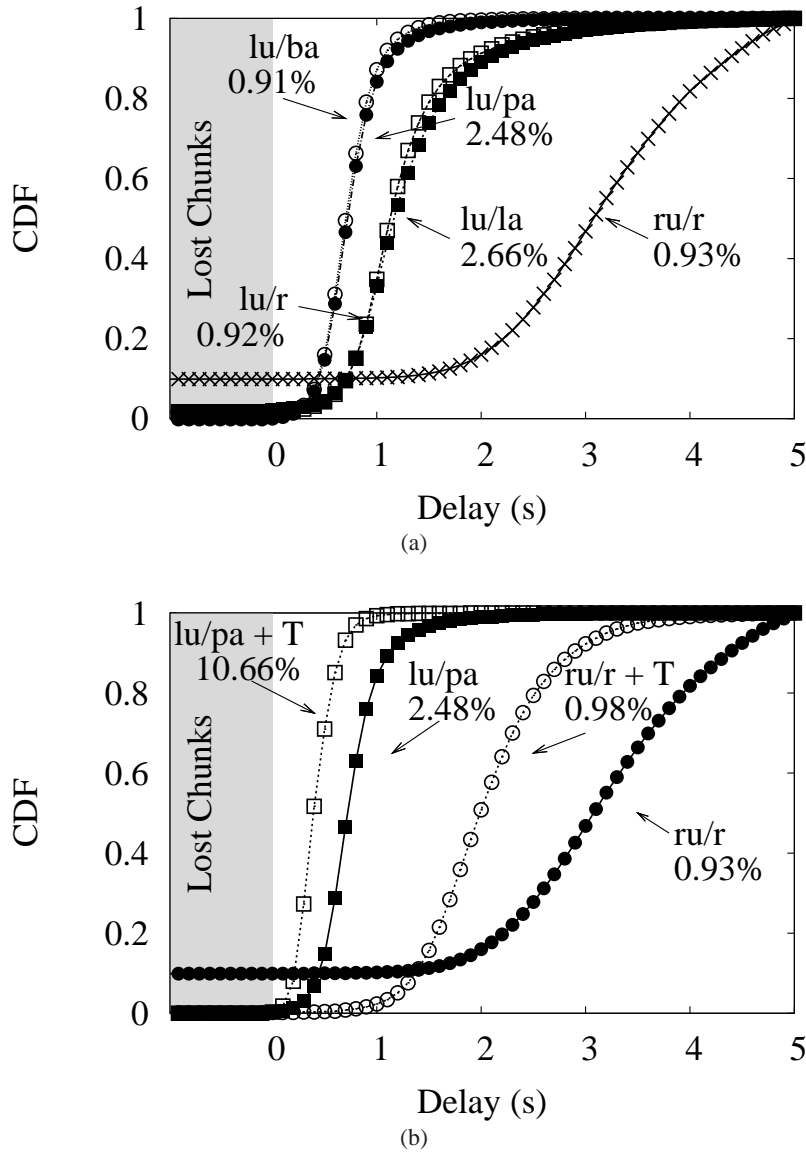 1
0.8
0.6
0.4
0.2
0
CDF
Lost Chunks
lu/ba
0.91%
lu/pa
2.48%
lu/la
2.66%
ru/r
0.93%
lu/r
0.92%
0 1 2 3 4 5
Delay (s)
(a)
1
0.8
0.6
0.4
0.2
0
CDF
Lost Chunks
lu/pa + T
10.66%
lu/pa
2.48%
ru/r + T
0.98%
ru/r
0.93%
0 1 2 3 4 5
Delay (s)
(b)